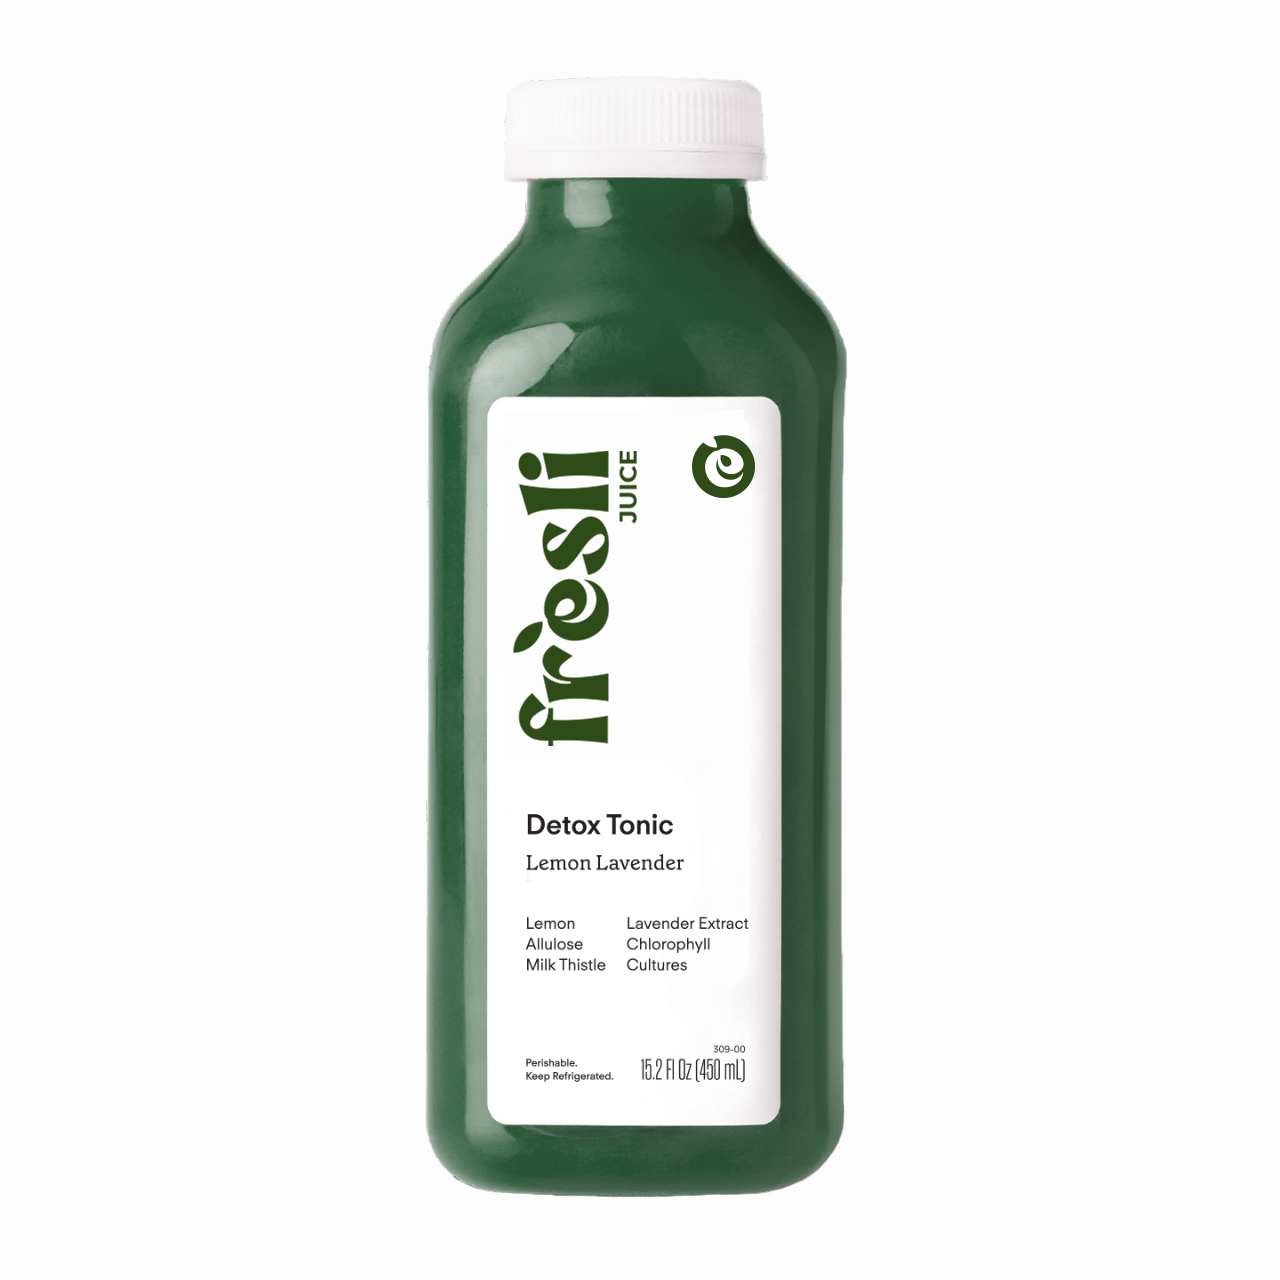 frèsli
JUICE
Detox Tonic
Lemon Lavender
Lemon Lavender Extract
Allulose Chlorophyll
Milk Thistle Cultures
309-00
Perishable.
Keep Refrigerated.
15.2 Fl Oz (450 mL)